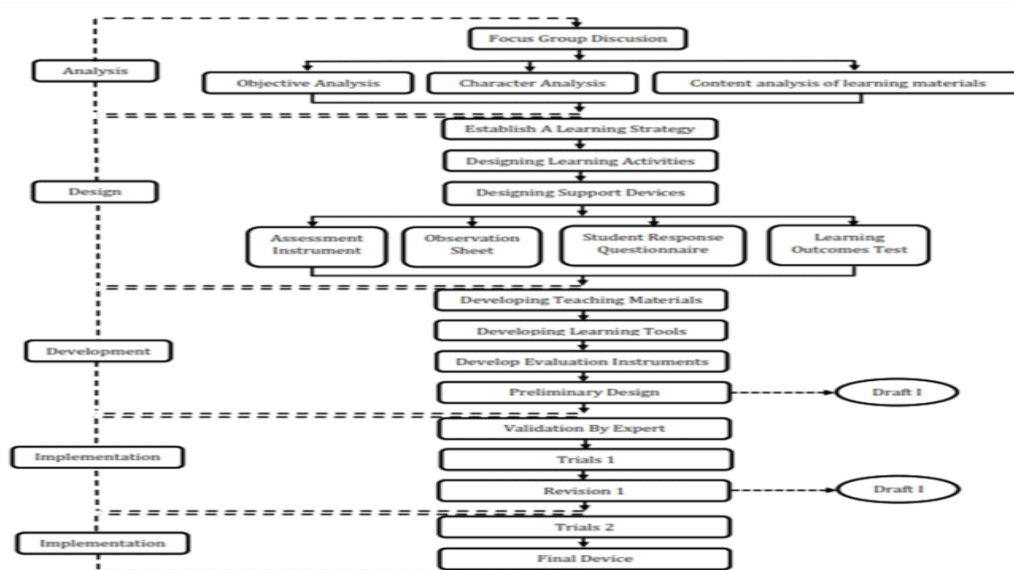 Focus Group Discusion
Analysis
Objective Analysis
Character Analysis
Content analysis of learning materials
Establish A Learning Strategy
Designing Learning Activities
Design
Designing Support Devices
Assessment
Instrument
Observation
Sheet
Student Response
Questionnaire
Learning
Outcomes Test
Developing Teaching Materials
Developing Learning Tools
Development
Develop Evaluation Instruments
Preliminary Design
Draft I
Validation By Expert
Implementation
Trials 1
Revision 1
Draft I
Trials 2
Implementation
Final Device